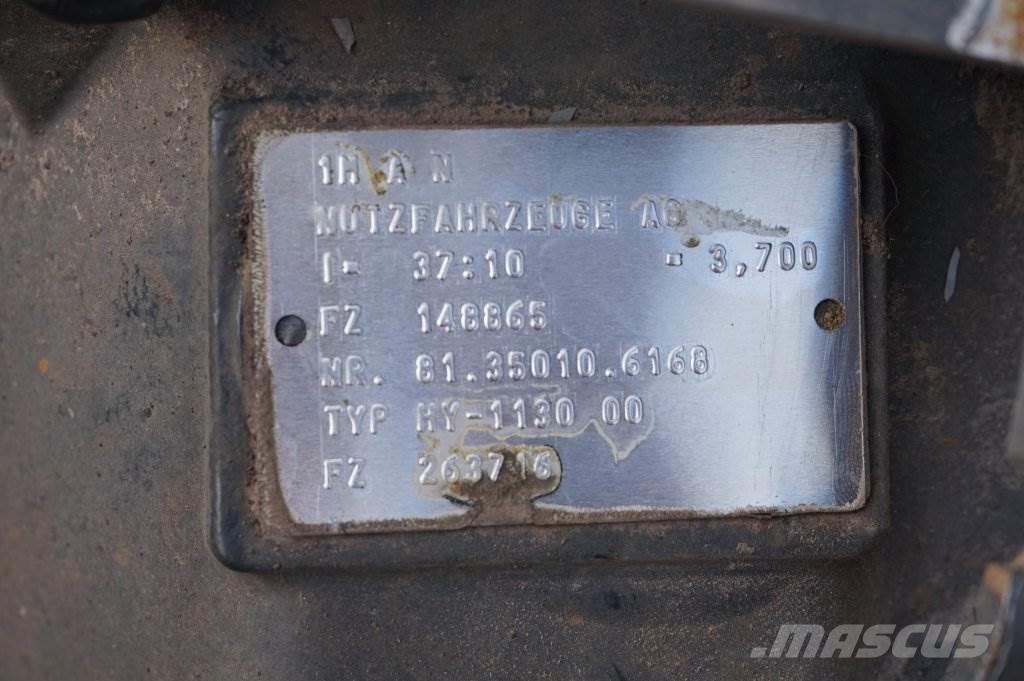 1M A N
NUTZFAHRZEUGE AG
I= 37:10 = 3,700
FZ 148865
NR. 81.35010.6168
TYP HY-1130 00
FZ 263716
.MASCUS